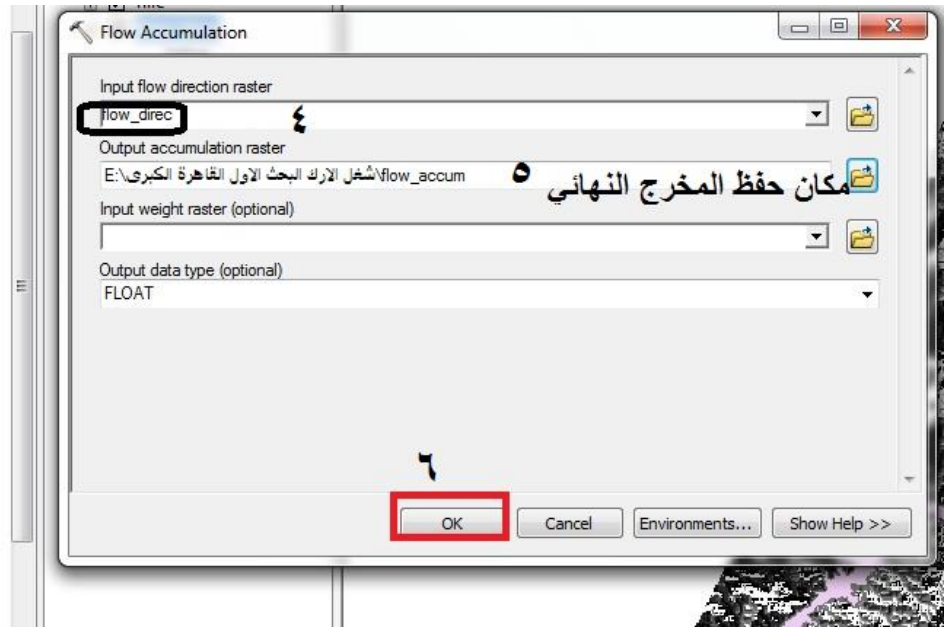 Flow Accumulation
Input flow direction raster
flow_direc ٤
Output accumulation raster
E:\شغل الارك البحث الاول القاهرة الكبرى\flow_accum ٥ مكان حفظ المخرج النهائي
Input weight raster (optional)
Output data type (optional)
FLOAT
٦
OK Cancel Environments... Show Help >>